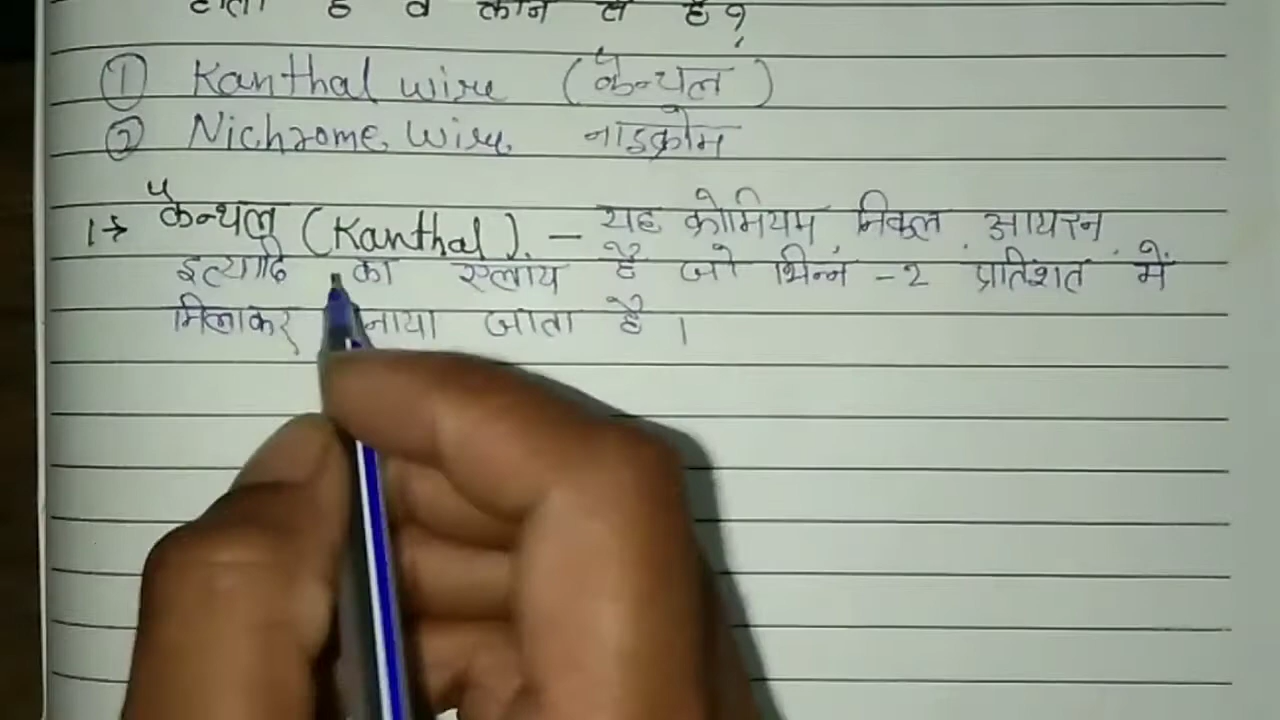 होता है वे कौन से है?
① Kanthal wire (कैन्थल)
② Nichrome wire नाइक्रोम
1→ कैन्थल (Kanthal). — यह क्रोमियम, निकल, आयरन,
इत्यादि का एलाय है जो भिन्न -2 प्रतिशत में
मिलाकर बनाया जाता है।